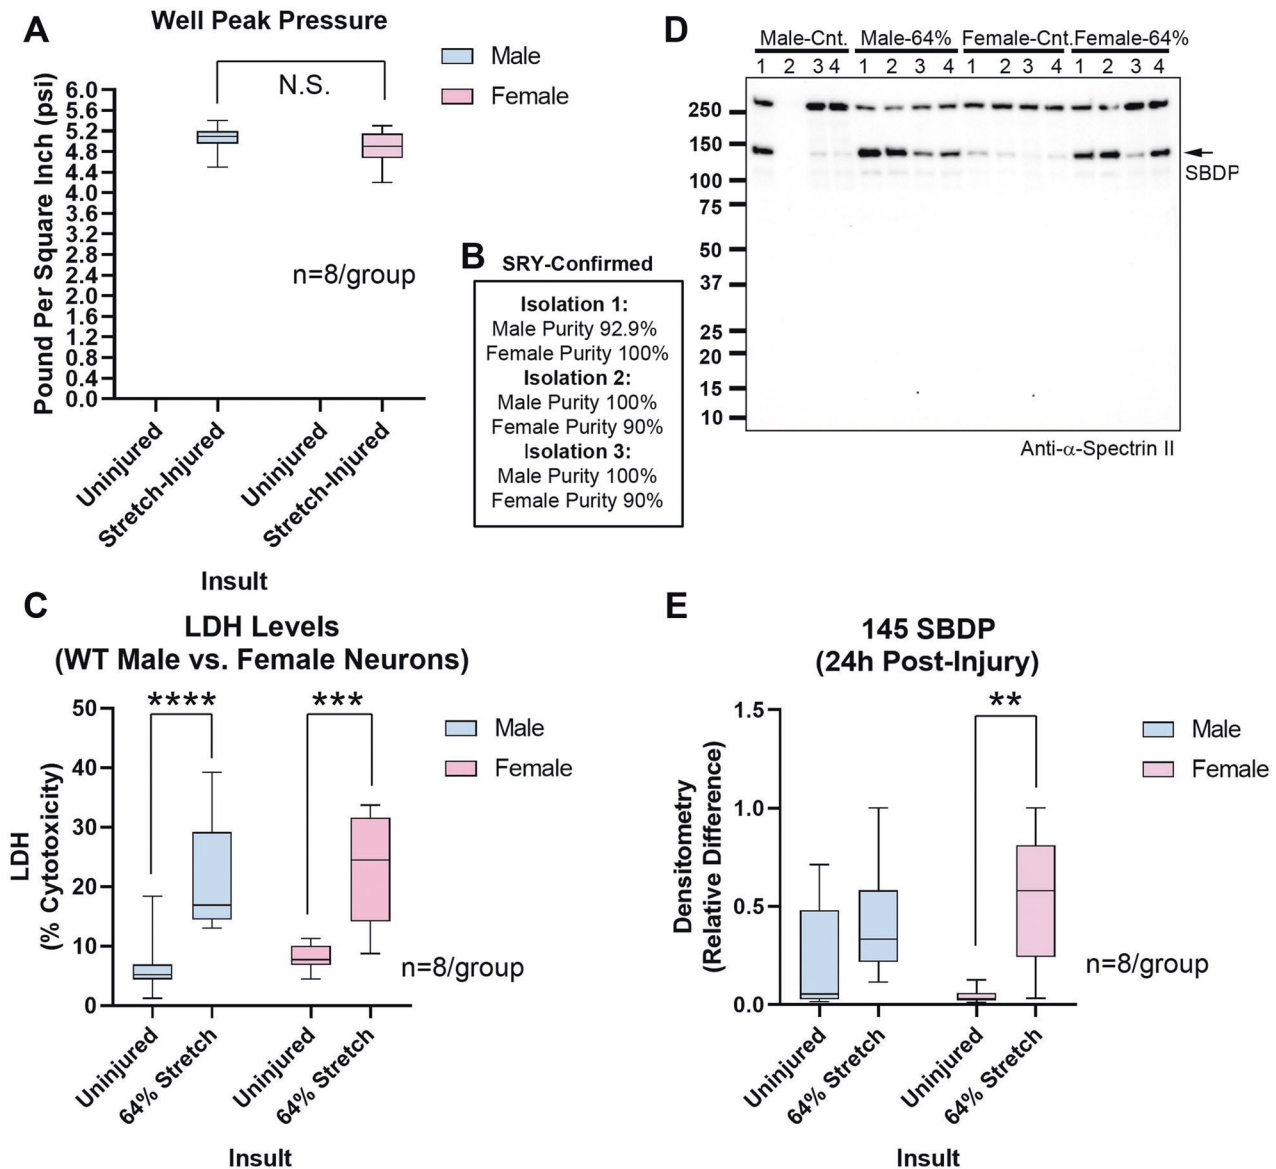 A
Well Peak Pressure
Male
Female
N.S.
Pound Per Square Inch (psi)
6.0
5.6
5.2
4.8
4.4
4.0
3.6
3.2
2.8
2.4
2.0
1.6
1.2
0.8
0.4
0.0
n=8/group
Uninjured
Stretch-Injured
Uninjured
Stretch-Injured
Insult
B
SRY-Confirmed
Isolation 1:
Male Purity 92.9%
Female Purity 100%
Isolation 2:
Male Purity 100%
Female Purity 90%
Isolation 3:
Male Purity 100%
Female Purity 90%
D
Male-Cnt. Male-64% Female-Cnt. Female-64%
1 2 3 4 1 2 3 4 1 2 3 4 1 2 3 4
250
150
100
75
50
37
25
20
15
10
SBDP
Anti-α-Spectrin II
C
LDH Levels
(WT Male vs. Female Neurons)
**** ***
Male
Female
LDH
(% Cytotoxicity)
50
40
30
20
10
0
n=8/group
Uninjured
64% Stretch
Uninjured
64% Stretch
Insult
E
145 SBDP
(24h Post-Injury)
**
Male
Female
Densitometry
(Relative Difference)
1.5
1.0
0.5
0.0
n=8/group
Uninjured
64% Stretch
Uninjured
64% Stretch
Insult